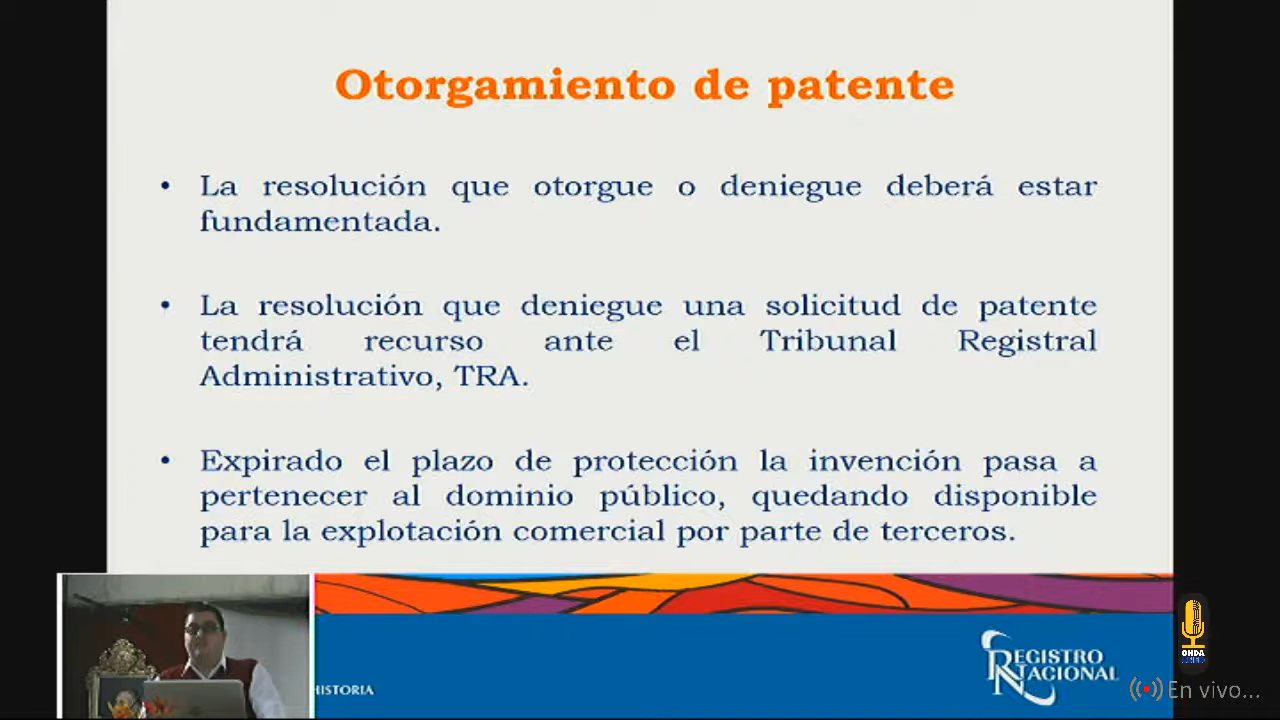 Otorgamiento de patente
• La resolución que otorgue o deniegue deberá estar
fundamentada.
• La resolución que deniegue una solicitud de patente
tendrá recurso ante el Tribunal Registral
Administrativo, TRA.
• Expirado el plazo de protección la invención pasa a
pertenecer al dominio público, quedando disponible
para la explotación comercial por parte de terceros.
HISTORIA
REGISTRO
NACIONAL
ONDA
UNED
En vivo...